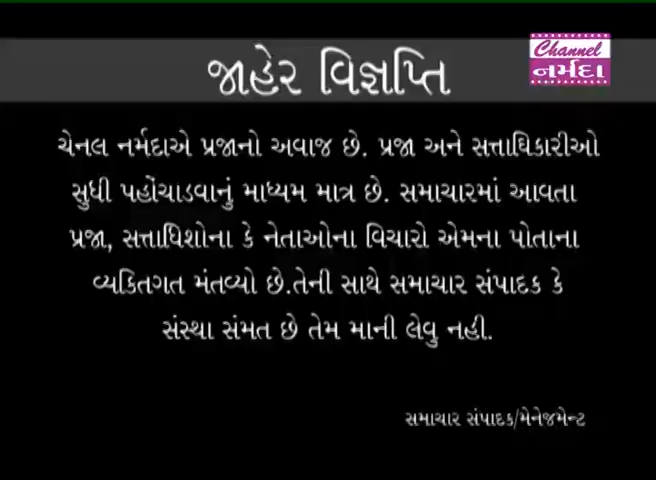 Channel
નર્મદા
જાહેર વિજ્ઞપ્તિ
ચેનલ નર્મદાએ પ્રજાનો અવાજ છે. પ્રજા અને સત્તાધિકારીઓ
સુધી પહોંચાડવાનું માધ્યમ માત્ર છે. સમાચારમાં આવતા
પ્રજા, સત્તાધિશોના કે નેતાઓના વિચારો એમના પોતાના
વ્યકિતગત મંતવ્યો છે.તેની સાથે સમાચાર સંપાદક કે
સંસ્થા સંમત છે તેમ માની લેવુ નહી.
સમાચાર સંપાદક/મેનેજમેન્ટ